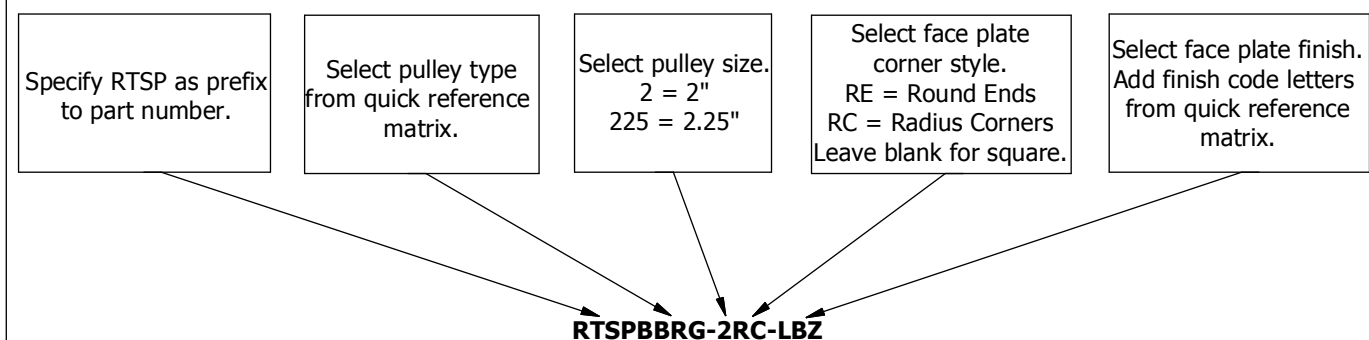 Specify RTSP as prefix
to part number.
Select pulley type
from quick reference
matrix.
Select pulley size.
2 = 2"
225 = 2.25"
Select face plate
corner style.
RE = Round Ends
RC = Radius Corners
Leave blank for square.
Select face plate finish.
Add finish code letters
from quick reference
matrix.
RTSPBBRG-2RC-LBZ